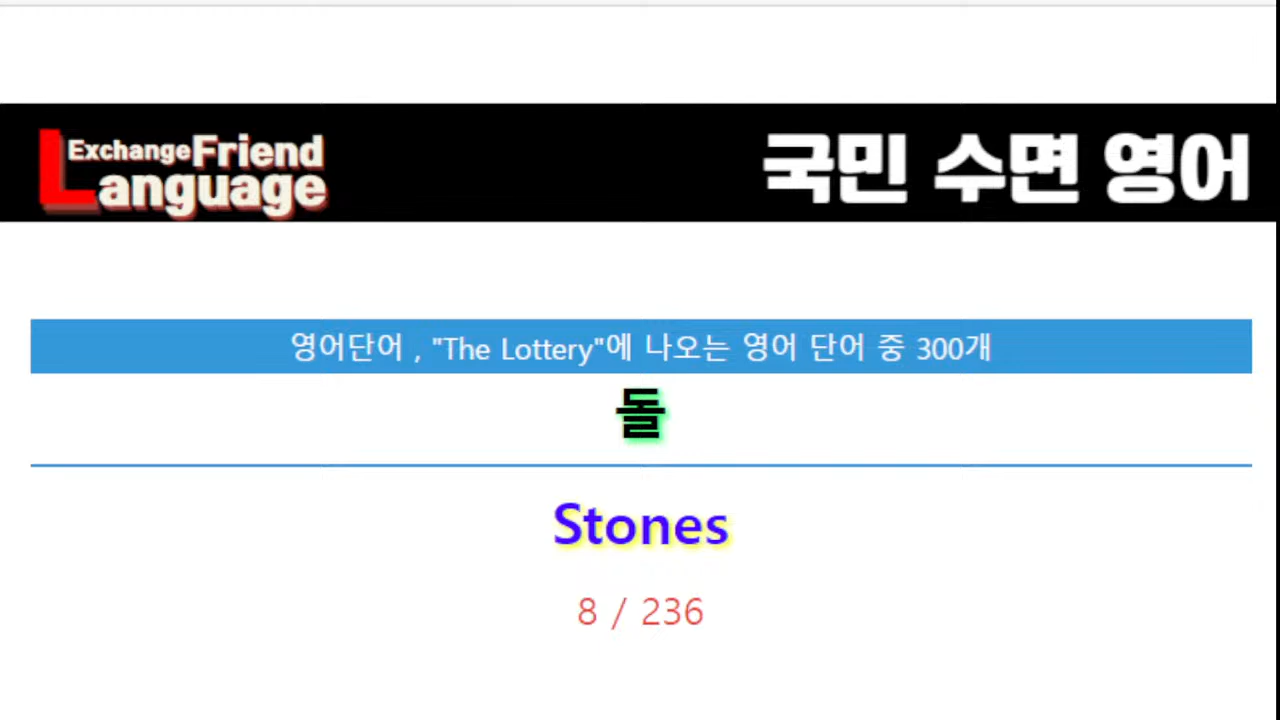 Exchange Friend
Language
국민 수면 영어
영어단어 , "The Lottery"에 나오는 영어 단어 중 300개
돌
Stones
8 / 236